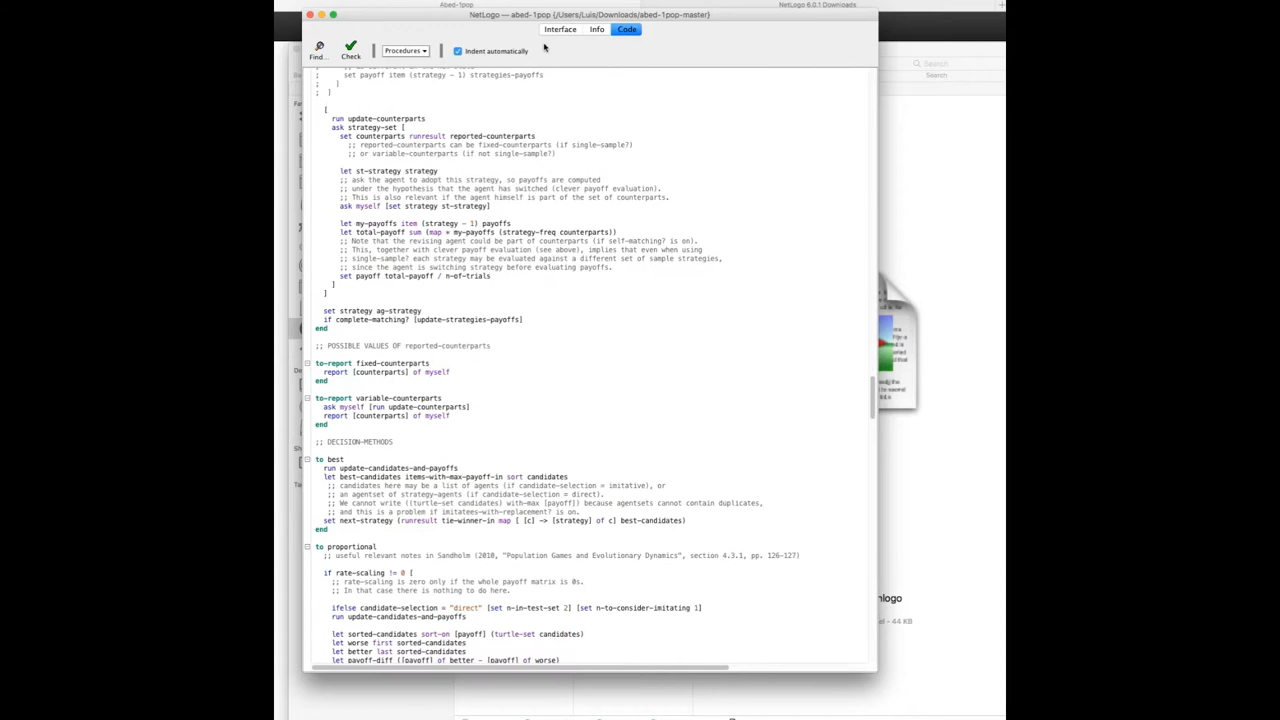 Abed-1pop
NetLogo 6.0.1 Downloads
NetLogo — abed-1pop {/Users/Luis/Downloads/abed-1pop-master}
Interface
Info
Code
Find...
Check
Procedures
Indent automatically
Search
Search
;       set payoff item (strategy - 1) strategies-payoffs
;     ]
;   ]
[
run update-counterparts
ask strategy-set [
set counterparts runresult reported-counterparts
;; reported-counterparts can be fixed-counterparts (if single-sample?)
;; or variable-counterparts (if not single-sample?)
let st-strategy strategy
;; ask the agent to adopt this strategy, so payoffs are computed
;; under the hypothesis that the agent has switched (clever payoff evaluation).
;; This is also relevant if the agent himself is part of the set of counterparts.
ask myself [set strategy st-strategy]
let my-payoffs item (strategy - 1) payoffs
let total-payoff sum (map * my-payoffs (strategy-freq counterparts))
;; Note that the revising agent could be part of counterparts (if self-matching? is on).
;; This, together with clever payoff evaluation (see above), implies that even when using
;; single-sample? each strategy may be evaluated against a different set of sample strategies,
;; since the agent is switching strategy before evaluating payoffs.
set payoff total-payoff / n-of-trials
]
]
set strategy ag-strategy
if complete-matching? [update-strategies-payoffs]
end
;; POSSIBLE VALUES OF reported-counterparts
to-report fixed-counterparts
report [counterparts] of myself
end
to-report variable-counterparts
ask myself [run update-counterparts]
report [counterparts] of myself
end
;; DECISION-METHODS
to best
run update-candidates-and-payoffs
let best-candidates items-with-max-payoff-in sort candidates
;; candidates here may be a list of agents (if candidate-selection = imitative), or
;; an agentset of strategy-agents (if candidate-selection = direct).
;; We cannot write ((turtle-set candidates) with-max [payoff]) because agentsets cannot contain duplicates,
;; and this is a problem if imitatees-with-replacement? is on.
set next-strategy (runresult tie-winner-in map [ [c] -> [strategy] of c] best-candidates)
end
to proportional
;; useful relevant notes in Sandholm (2010, "Population Games and Evolutionary Dynamics", section 4.3.1, pp. 126-127)
if rate-scaling != 0 [
;; rate-scaling is zero only if the whole payoff matrix is 0s.
;; In that case there is nothing to do here.
ifelse candidate-selection = "direct" [set n-in-test-set 2] [set n-to-consider-imitating 1]
run update-candidates-and-payoffs
let sorted-candidates sort-on [payoff] (turtle-set candidates)
let worse first sorted-candidates
let better last sorted-candidates
let payoff-diff ([payoff] of better - [payoff] of worse)
nlogo
- 44 KB